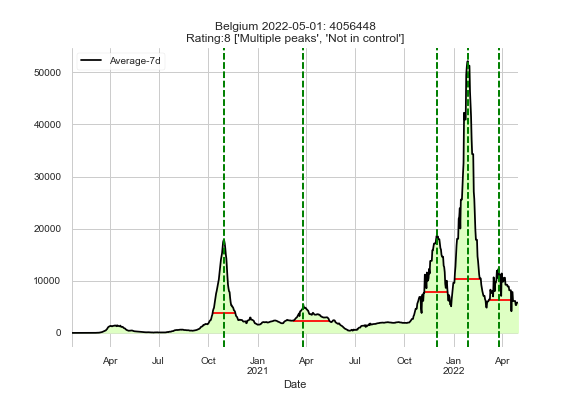 Belgium 2022-05-01: 4056448
Rating:8 ['Multiple peaks', 'Not in control']
Average-7d
50000
40000
30000
20000
10000
0
Apr Jul Oct Jan Apr Jul Oct Jan Apr
2021 2022
Date